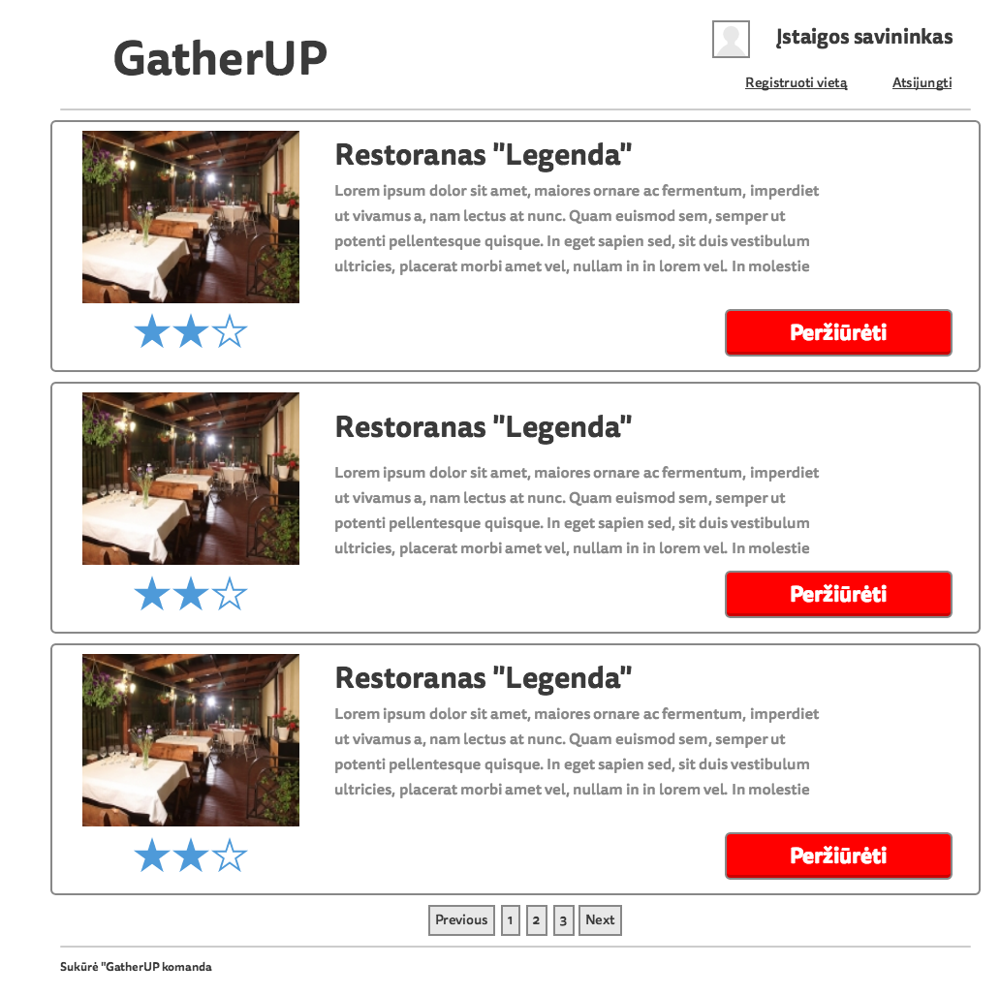 GatherUP
Įstaigos savininkas
Registruoti vietą
Atsijungti
Restoranas "Legenda"
Lorem ipsum dolor sit amet, maiores ornare ac fermentum, imperdiet
ut vivamus a, nam lectus at nunc. Quam euismod sem, semper ut
potenti pellentesque quisque. In eget sapien sed, sit duis vestibulum
ultricies, placerat morbi amet vel, nullam in in lorem vel. In molestie
Peržiūrėti
Restoranas "Legenda"
Lorem ipsum dolor sit amet, maiores ornare ac fermentum, imperdiet
ut vivamus a, nam lectus at nunc. Quam euismod sem, semper ut
potenti pellentesque quisque. In eget sapien sed, sit duis vestibulum
ultricies, placerat morbi amet vel, nullam in in lorem vel. In molestie
Peržiūrėti
Restoranas "Legenda"
Lorem ipsum dolor sit amet, maiores ornare ac fermentum, imperdiet
ut vivamus a, nam lectus at nunc. Quam euismod sem, semper ut
potenti pellentesque quisque. In eget sapien sed, sit duis vestibulum
ultricies, placerat morbi amet vel, nullam in in lorem vel. In molestie
Peržiūrėti
Previous 1 2 3 Next
Sukūrė "GatherUP komanda